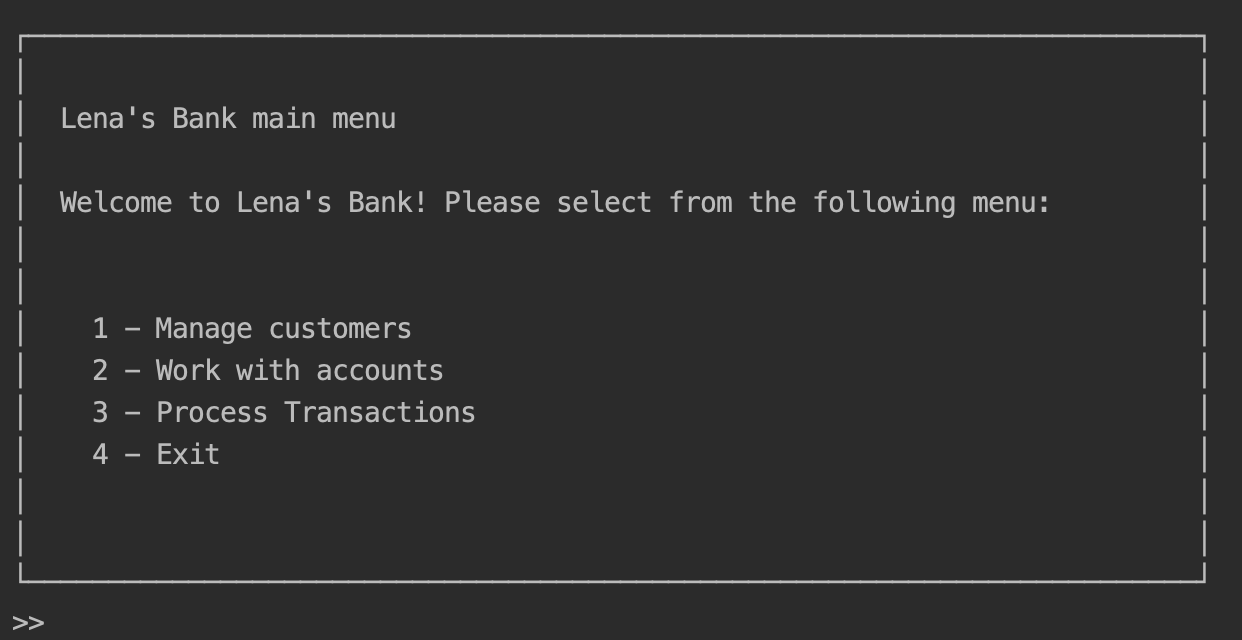 Lena's Bank main menu
Welcome to Lena's Bank! Please select from the following menu:
1 – Manage customers
2 – Work with accounts
3 – Process Transactions
4 – Exit
>>